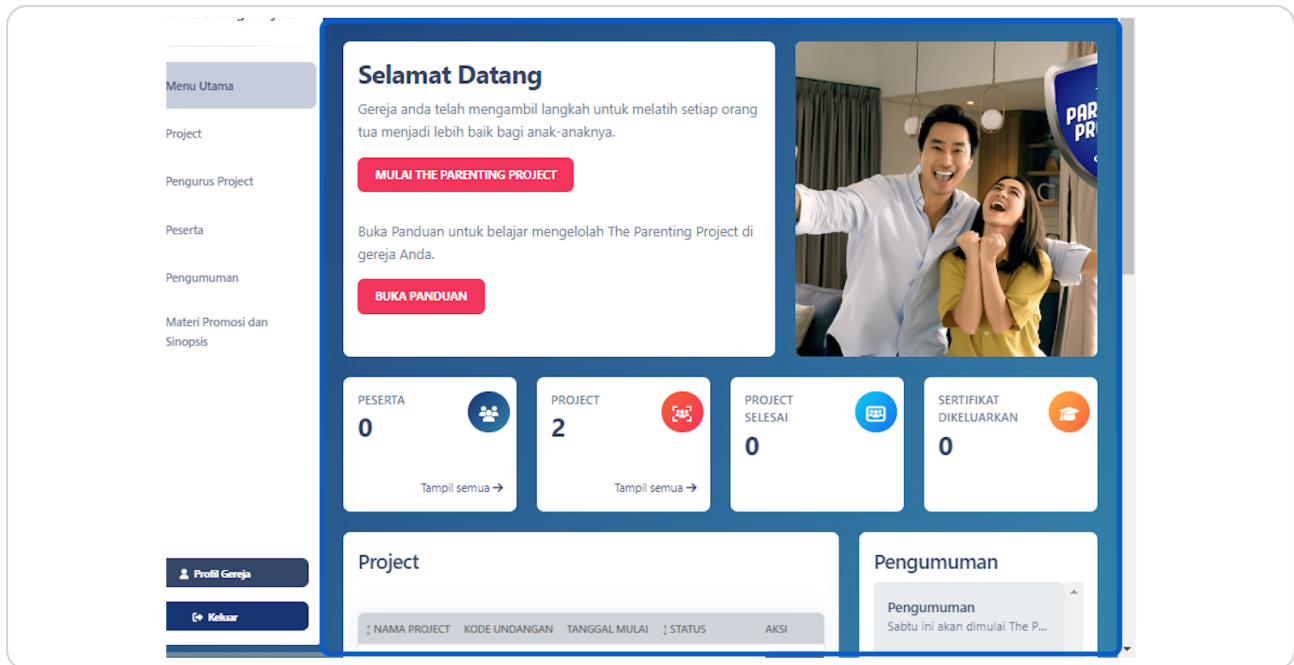 Menu Utama
Project
Pengurus Project
Peserta
Pengumuman
Materi Promosi dan
Sinopsis
Profil Gereja
Keluar
Selamat Datang
Gereja anda telah mengambil langkah untuk melatih setiap orang
tua menjadi lebih baik bagi anak-anaknya.
MULAI THE PARENTING PROJECT
Buka Panduan untuk belajar mengelolah The Parenting Project di
gereja Anda.
BUKA PANDUAN
PESERTA
0
Tampil semua →
PROJECT
2
Tampil semua →
PROJECT
SELESAI
0
SERTIFIKAT
DIKELUARKAN
0
Project
NAMA PROJECT KODE UNDANGAN TANGGAL MULAI STATUS AKSI
Pengumuman
Pengumuman
Sabtu ini akan dimulai The P...